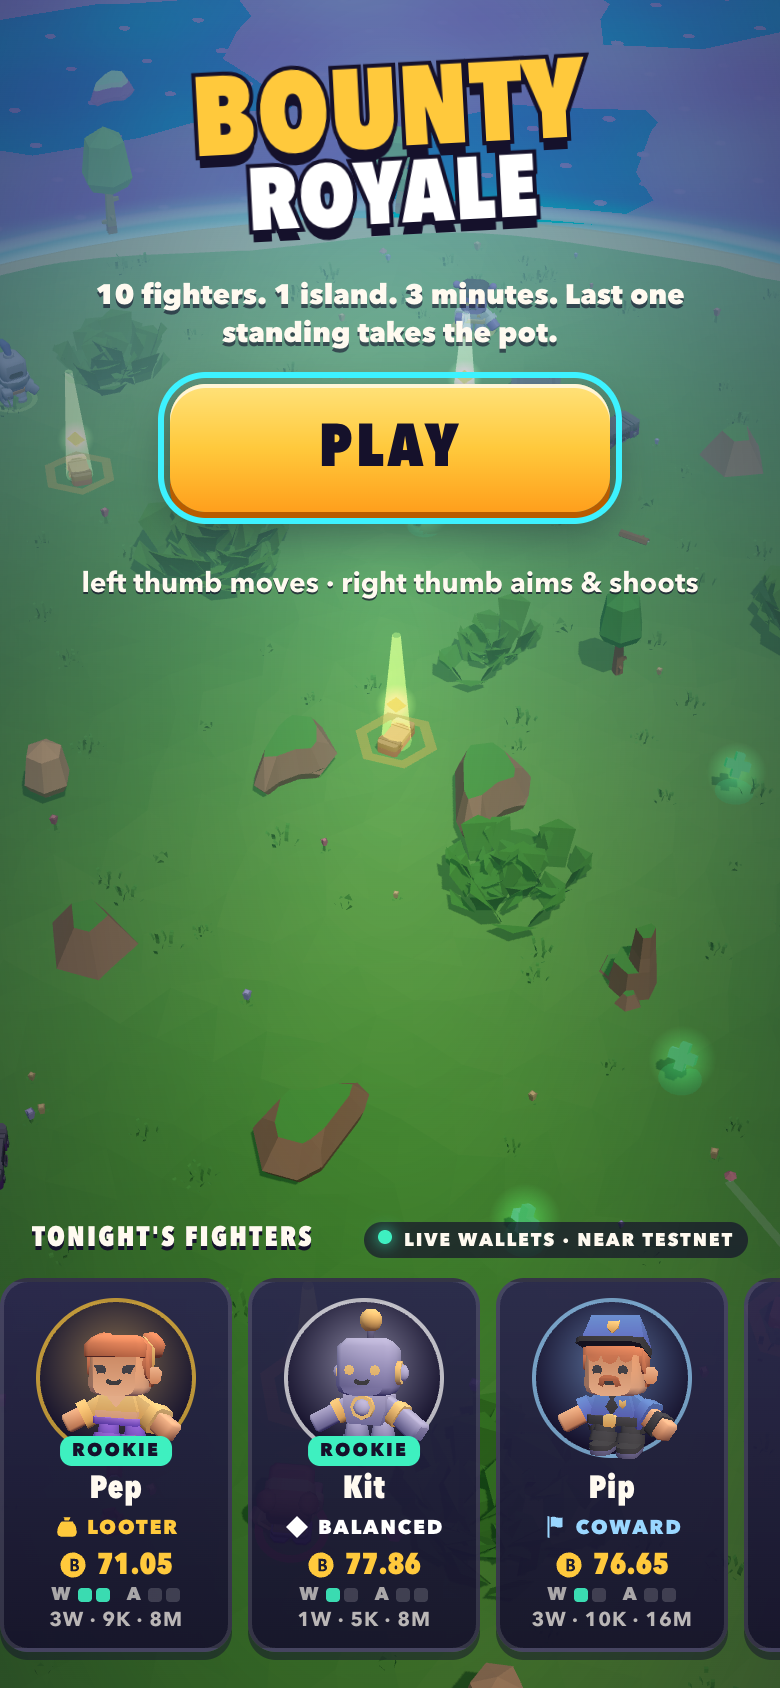 BOUNTY
ROYALE
10 fighters. 1 island. 3 minutes. Last one
standing takes the pot.
PLAY
left thumb moves · right thumb aims & shoots
TONIGHT'S FIGHTERS
LIVE WALLETS · NEAR TESTNET
ROOKIE
Pep
LOOTER
B 71.05
W A
3W · 9K · 8M
ROOKIE
Kit
BALANCED
B 77.86
W A
1W · 5K · 8M
Pip
COWARD
B 76.65
W A
3W · 10K · 16M